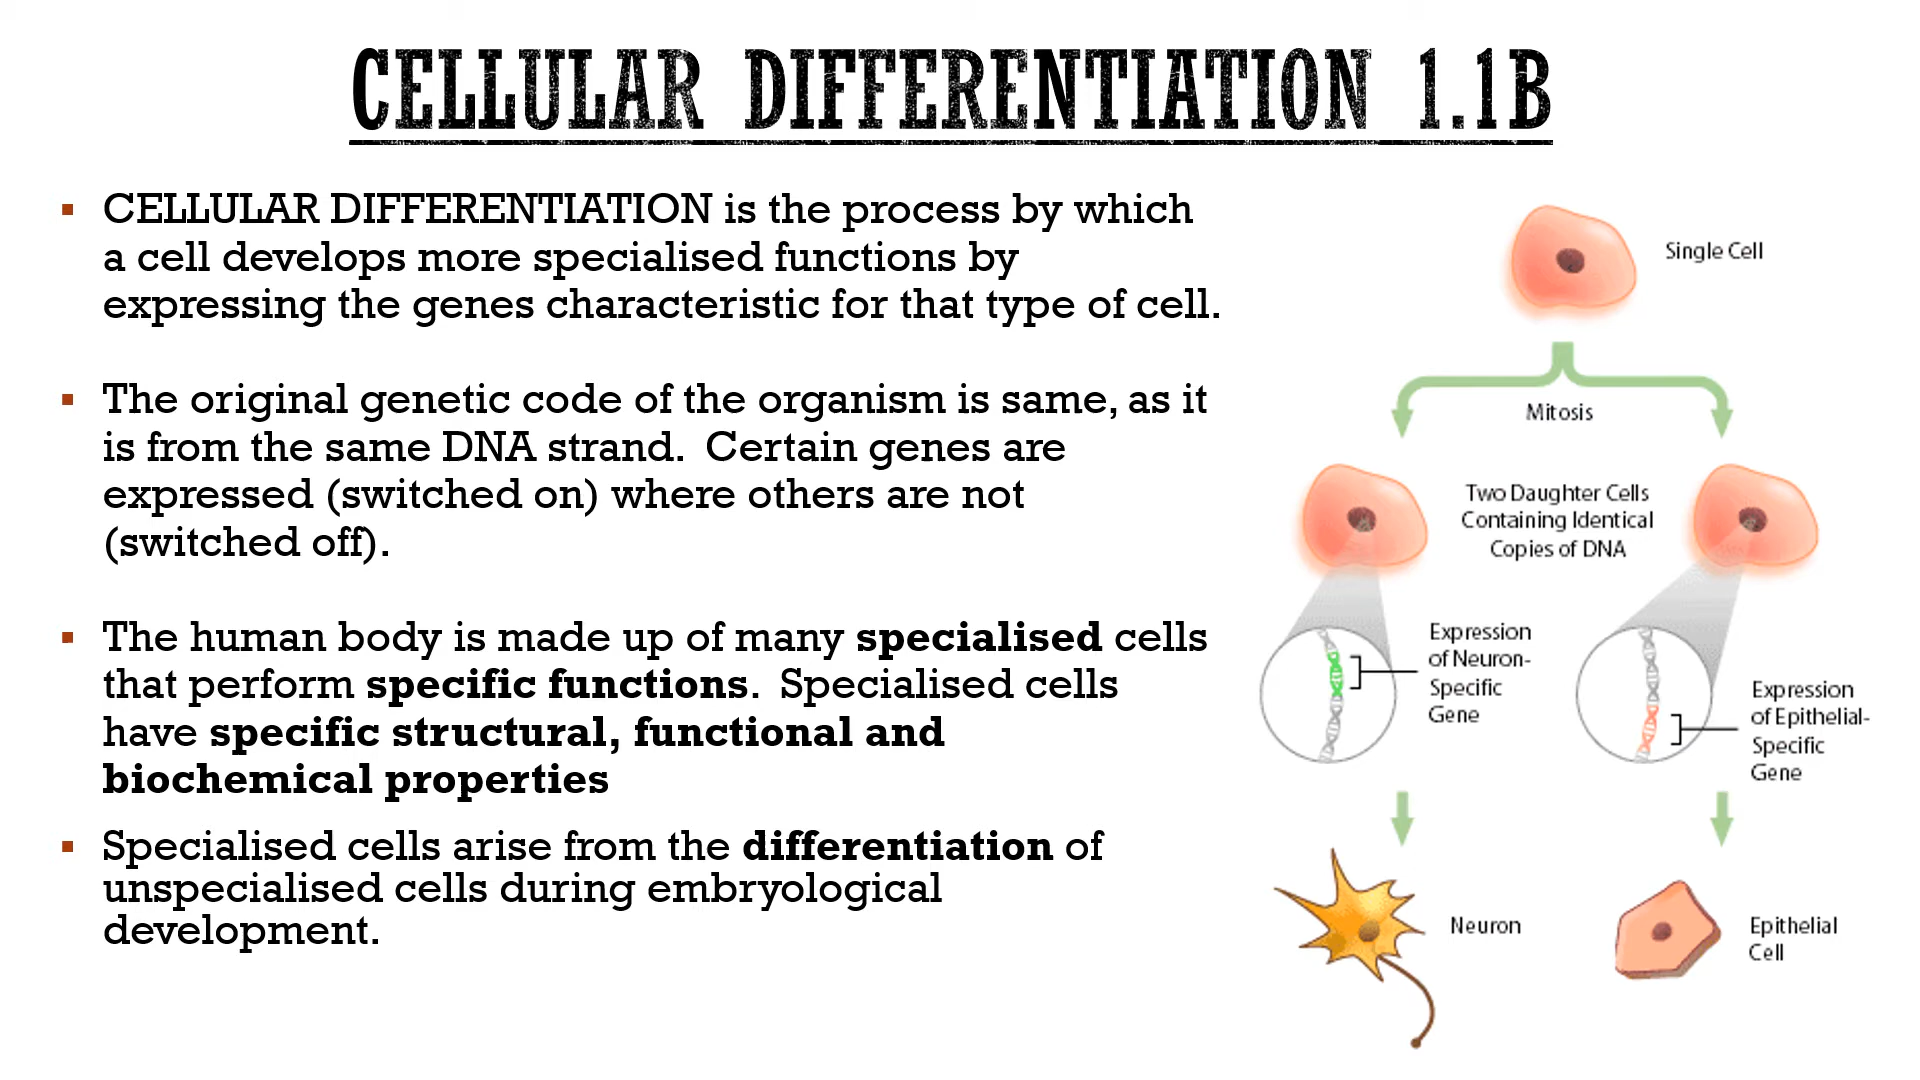 CELLULAR DIFFERENTIATION 1.1B
▪ CELLULAR DIFFERENTIATION is the process by which
a cell develops more specialised functions by
expressing the genes characteristic for that type of cell.
▪ The original genetic code of the organism is same, as it
is from the same DNA strand.  Certain genes are
expressed (switched on) where others are not
(switched off).
▪ The human body is made up of many specialised cells
that perform specific functions.  Specialised cells
have specific structural, functional and
biochemical properties
▪ Specialised cells arise from the differentiation of
unspecialised cells during embryological
development.
Single Cell
Mitosis
Two Daughter Cells
Containing Identical
Copies of DNA
Expression
of Neuron-
Specific
Gene
Expression
of Epithelial-
Specific
Gene
Neuron
Epithelial
Cell